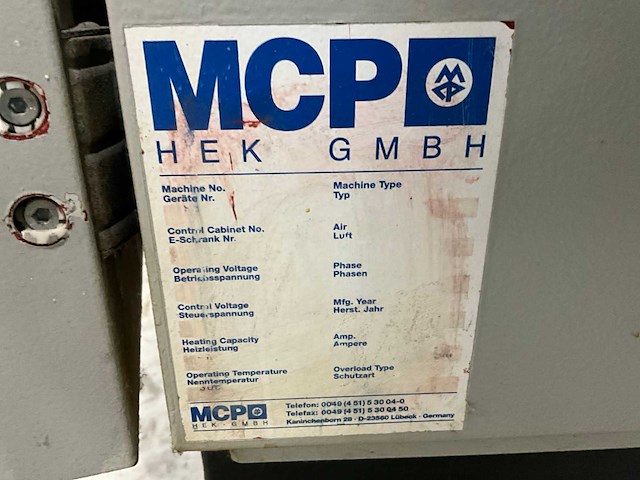 MCP
HEK GMBH
Machine No.
Geräte Nr.
Machine Type
Typ
Control Cabinet No.
E-Schrank Nr.
Air
Luft
Operating Voltage
Betriebsspannung
Phase
Phasen
Control Voltage
Steuerspannung
Mfg. Year
Herst. Jahr
Heating Capacity
Heizleistung
Amp.
Ampere
Operating Temperature
Nenntemperatur
Overload Type
Schutzart
MCP
HEK-GMBH
Telefon: 0049 (4 51) 5 30 04-0
Telefax: 0049 (4 51) 5 30 04 50
Kaninchenborn 28 · D-23560 Lübeck · Germany